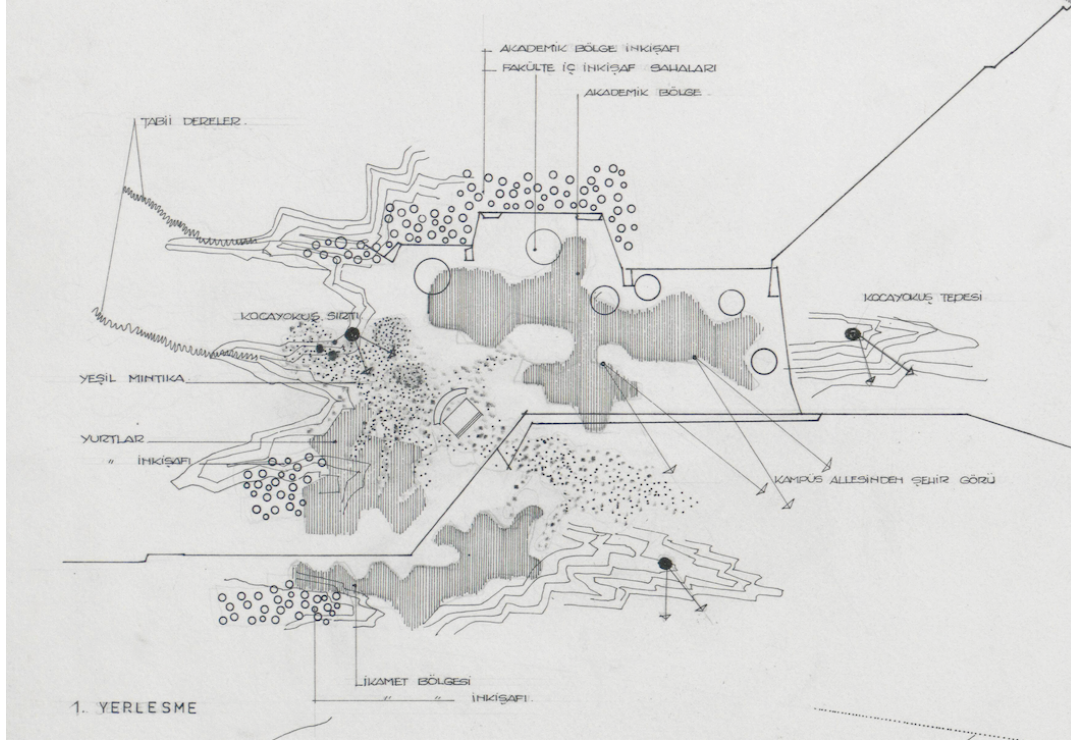 AKADEMİK BÖLGE İNKİŞAFI
FAKÜLTE İÇ İNKİŞAF SAHALARI
AKADEMİK BÖLGE
TABİİ DERELER
KOCAYOKUŞ SIRTI
KOCAYOKUŞ TEPESİ
YEŞİL MINTIKA
YURTLAR
" İNKİŞAFI
KAMPÜS ALLESİNDEN ŞEHİR GÖRÜ
İKAMET BÖLGESİ
" " İNKİŞAFI
1. YERLESME